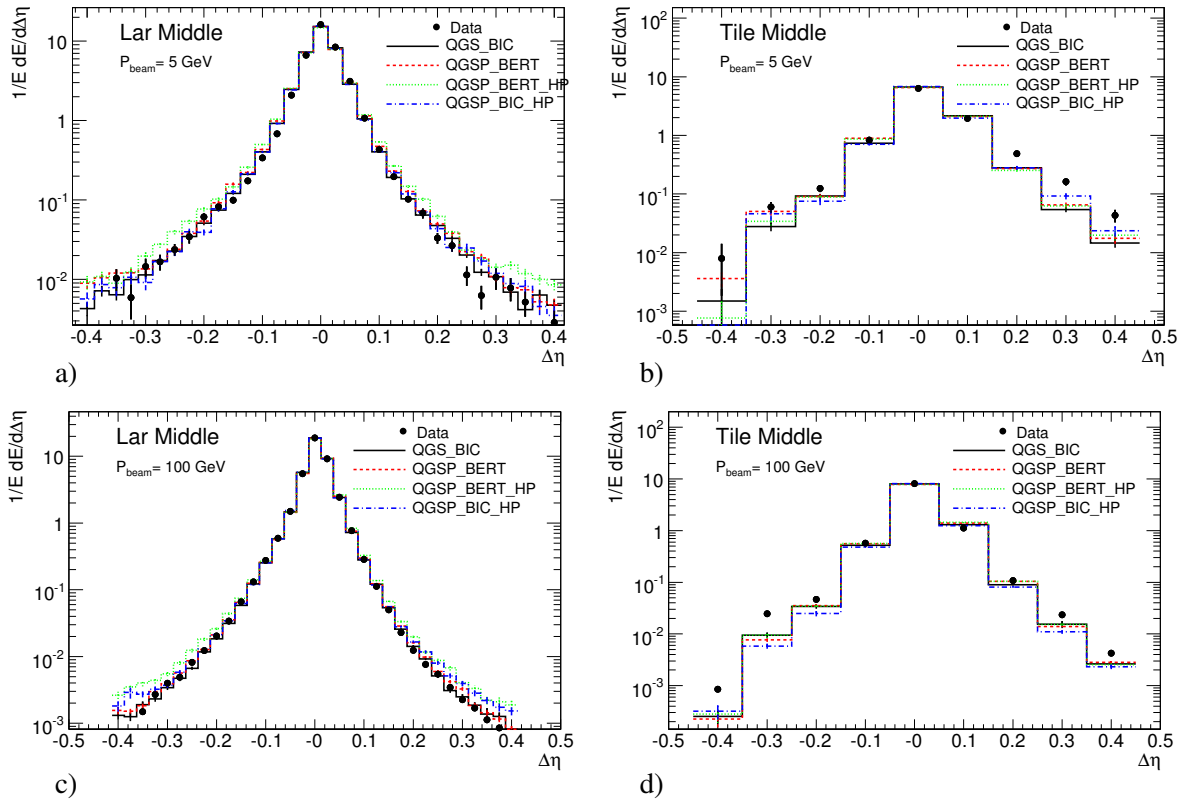 Lar Middle
P_beam= 5 GeV
Data
QGS_BIC
QGSP_BERT
QGSP_BERT_HP
QGSP_BIC_HP
1/E dE/dΔη
10
1
10^-1
10^-2
-0.4 -0.3 -0.2 -0.1 -0 0.1 0.2 0.3 0.4
Δη
a)
Tile Middle
P_beam= 5 GeV
Data
QGS_BIC
QGSP_BERT
QGSP_BERT_HP
QGSP_BIC_HP
1/E dE/dΔη
10^2
10
1
10^-1
10^-2
10^-3
-0.5 -0.4 -0.3 -0.2 -0.1 -0 0.1 0.2 0.3 0.4 0.5
Δη
b)
Lar Middle
P_beam= 100 GeV
Data
QGS_BIC
QGSP_BERT
QGSP_BERT_HP
QGSP_BIC_HP
1/E dE/dΔη
10
1
10^-1
10^-2
10^-3
-0.5 -0.4 -0.3 -0.2 -0.1 -0 0.1 0.2 0.3 0.4 0.5
Δη
c)
Tile Middle
P_beam= 100 GeV
Data
QGS_BIC
QGSP_BERT
QGSP_BERT_HP
QGSP_BIC_HP
1/E dE/dΔη
10^2
10
1
10^-1
10^-2
10^-3
-0.5 -0.4 -0.3 -0.2 -0.1 -0 0.1 0.2 0.3 0.4 0.5
Δη
d)